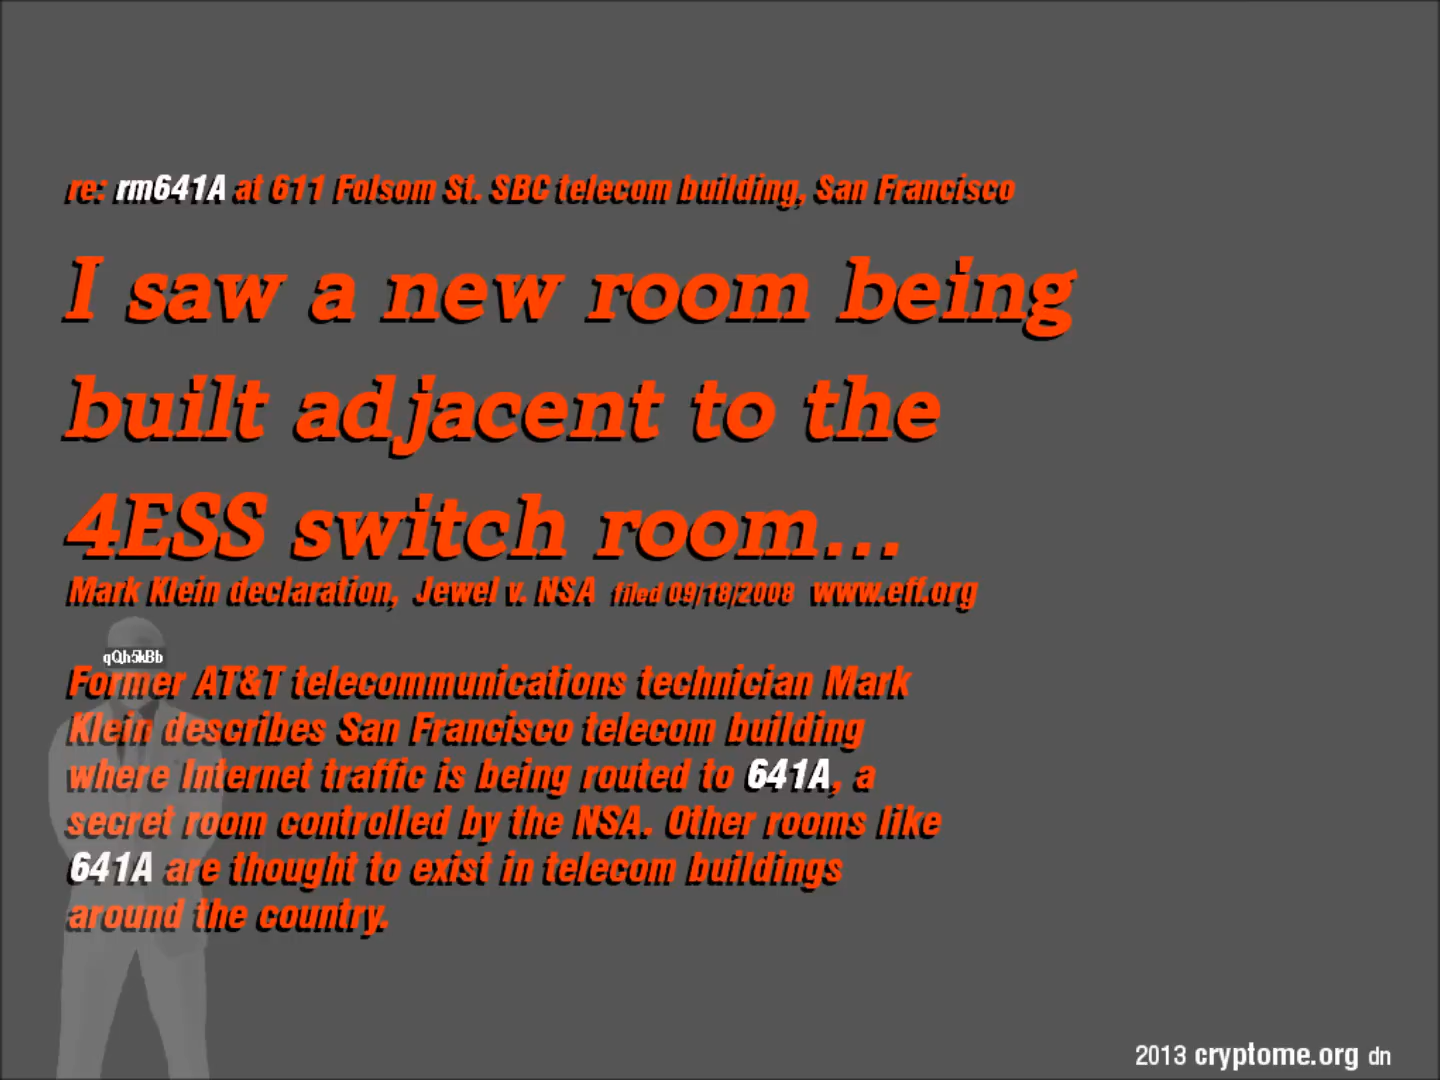 re: rm641A at 611 Folsom St. SBC telecom building, San Francisco
I saw a new room being
built adjacent to the
4ESS switch room...
Mark Klein declaration, Jewel v. NSA filed 09/18/2008 www.eff.org
qQh5kBb
Former AT&T telecommunications technician Mark
Klein describes San Francisco telecom building
where Internet traffic is being routed to 641A, a
secret room controlled by the NSA. Other rooms like
641A are thought to exist in telecom buildings
around the country.
2013 cryptome.org dn